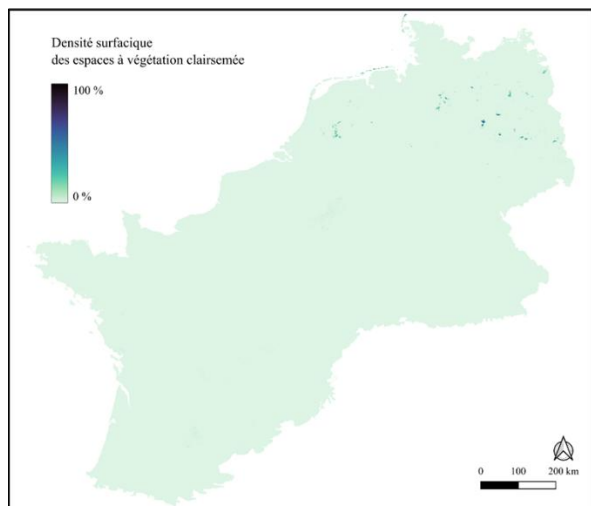 Densité surfacique
des espaces à végétation clairsemée
100 %
0 %
0 100 200 km